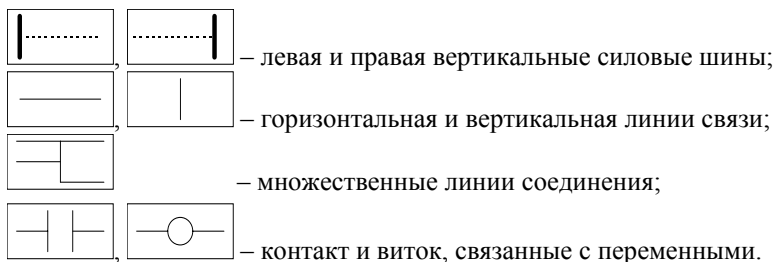 , – левая и правая вертикальные силовые шины;
, – горизонтальная и вертикальная линии связи;
– множественные линии соединения;
, – контакт и виток, связанные с переменными.